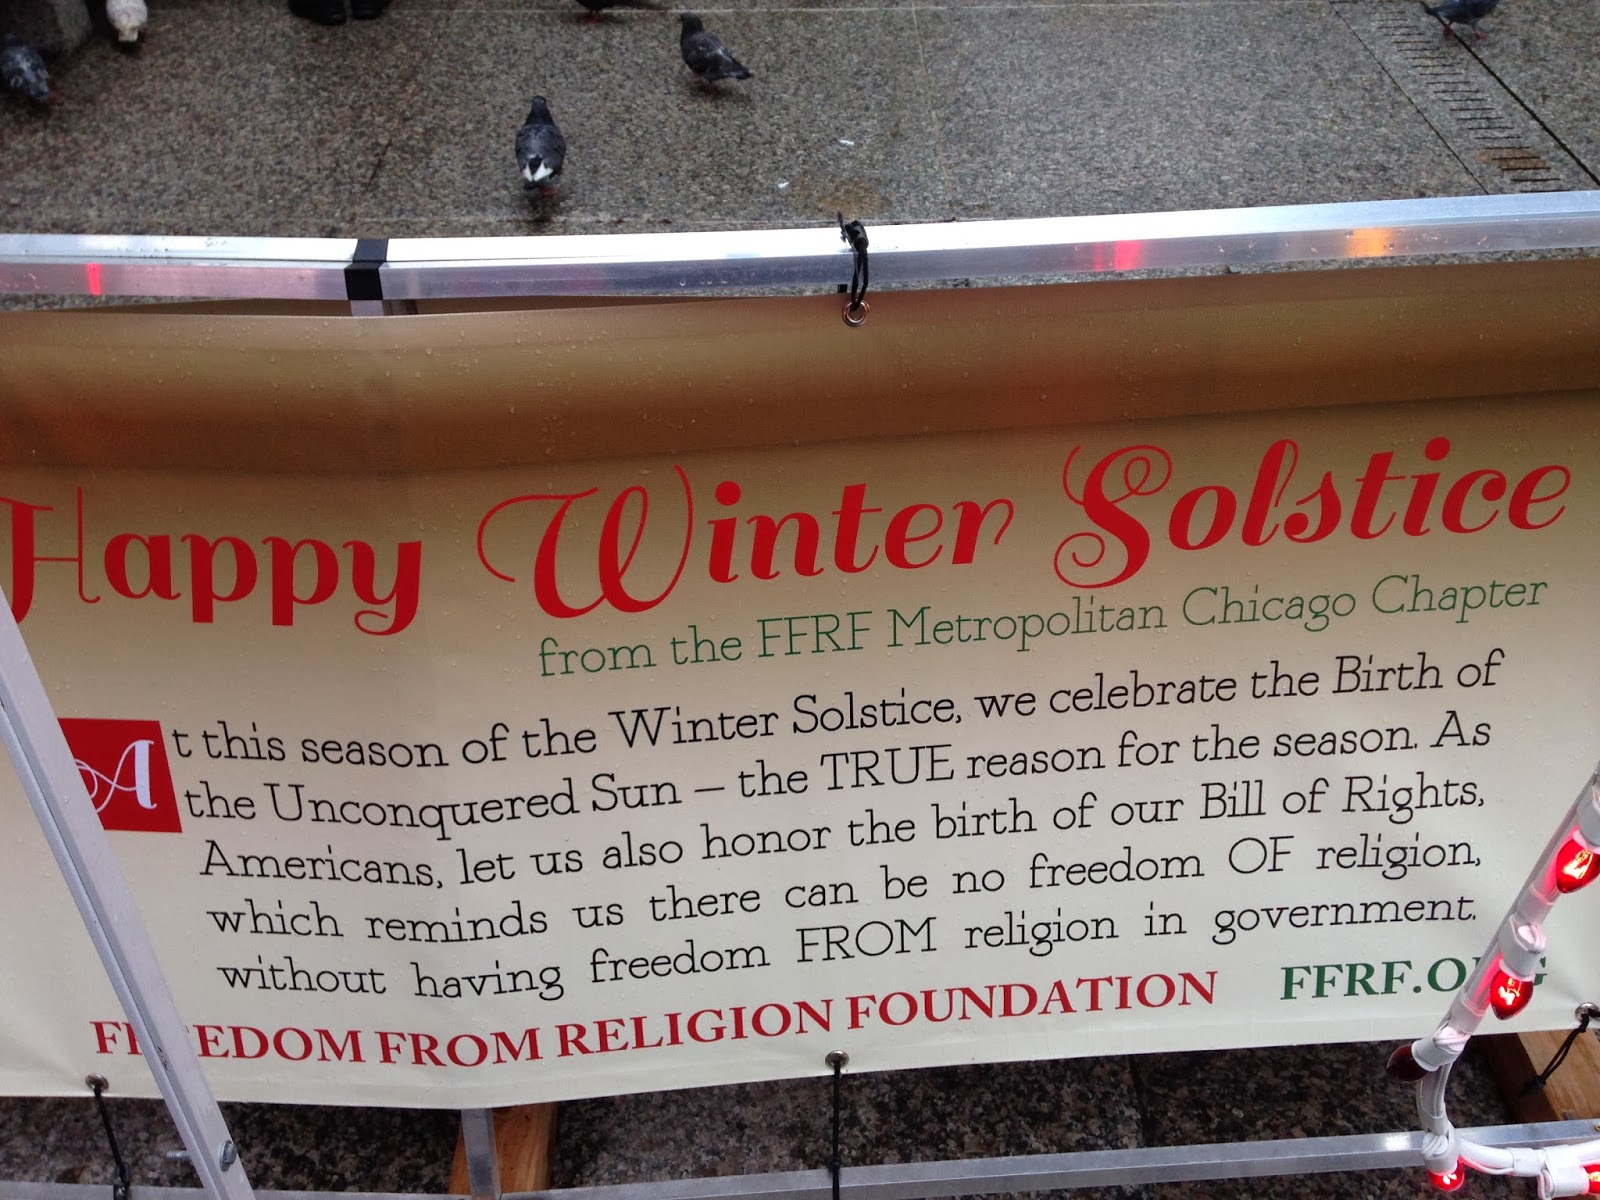 Happy Winter Solstice
from the FFRF Metropolitan Chicago Chapter
At this season of the Winter Solstice, we celebrate the Birth of
the Unconquered Sun – the TRUE reason for the season. As
Americans, let us also honor the birth of our Bill of Rights,
which reminds us there can be no freedom OF religion,
without having freedom FROM religion in government.
FREEDOM FROM RELIGION FOUNDATION FFRF.ORG